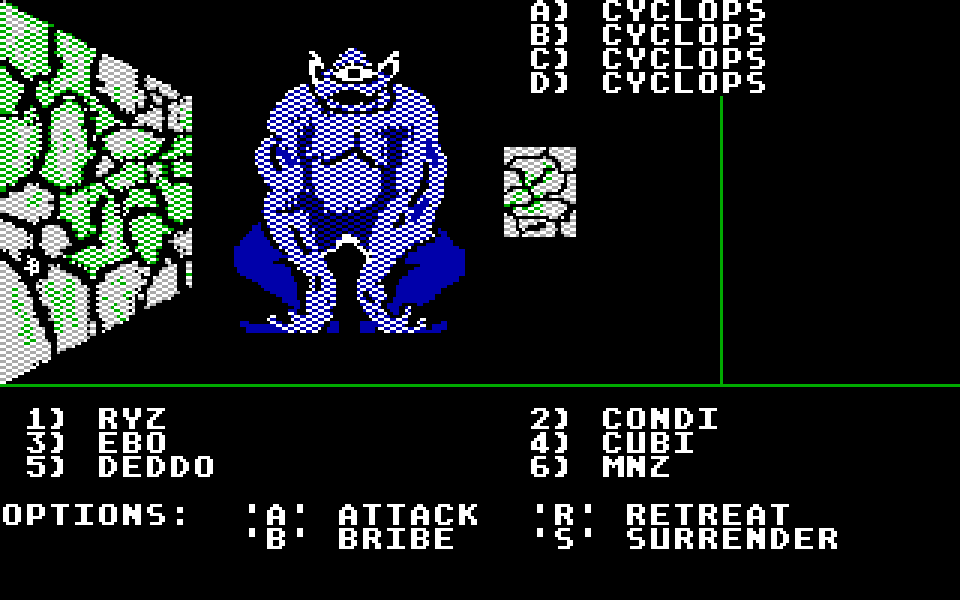 A) CYCLOPS
B) CYCLOPS
C) CYCLOPS
D) CYCLOPS
1) RYZ 2) CONDI
3) EBO 4) CUBI
5) DEDDO 6) MNZ
OPTIONS: 'A' ATTACK 'R' RETREAT
'B' BRIBE 'S' SURRENDER